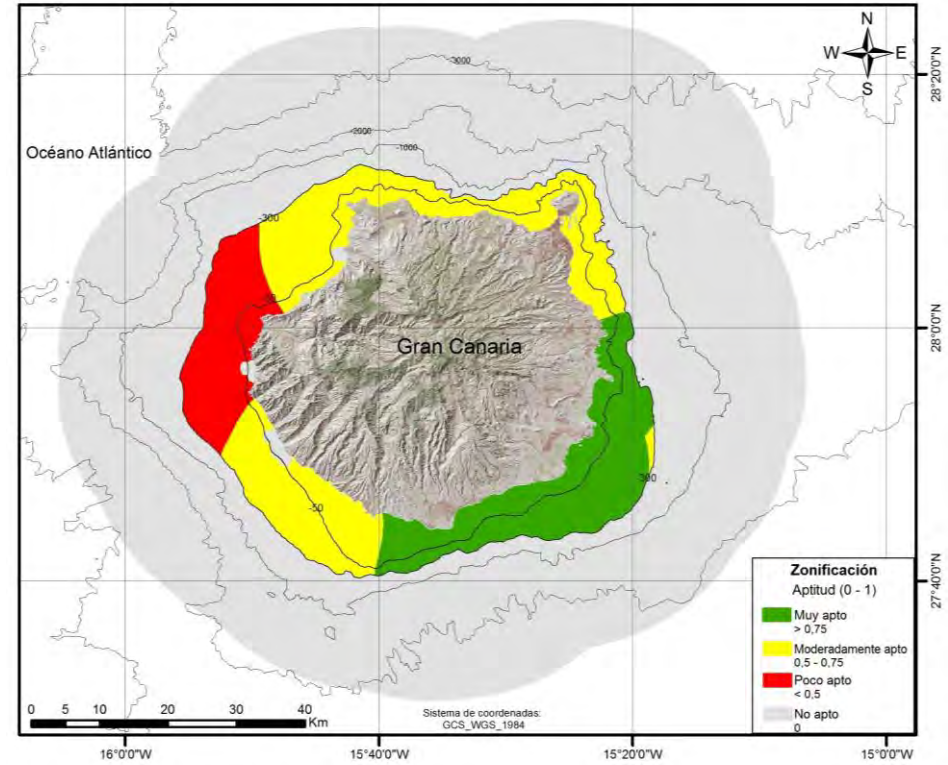 N
W E
S
28°20'0"N
-3000
-2000
-1000
Océano Atlántico
-300
28°0'0"N
Gran Canaria
300
-50
27°40'0"N
Zonificación
Aptitud (0 - 1)
Muy apto
> 0,75
Moderadamente apto
0,5 - 0,75
Poco apto
< 0,5
No apto
0
0 5 10 20 30 40
Km
Sistema de coordenadas:
GCS_WGS_1984
16°0'0"W 15°40'0"W 15°20'0"W 15°0'0"W